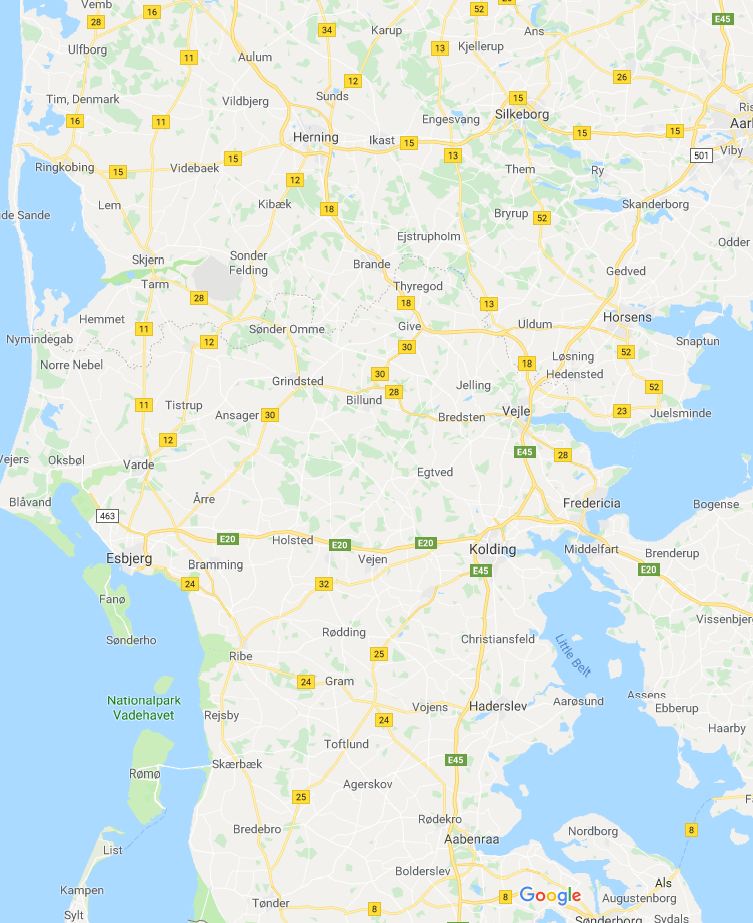 Vemb
16
28
34
Karup
52
26
Ans
E45
Ulfborg
11
Aulum
13
Kjellerup
12
26
Tim, Denmark
Vildbjerg
Sunds
15
16
11
Engesvang
Silkeborg
Herning
Ikast
15
15
15
Ringkobing
15
Videbaek
15
13
501
Viby
12
Them
Ry
Lem
Kibæk
18
Bryrup
52
Skanderborg
Ejstrupholm
Odder
Skjern
Sonder
Felding
Brande
Gedved
Tarm
28
Thyregod
18
13
Hemmet
11
Sønder Omme
Give
Uldum
Horsens
Nymindegab
12
30
52
Snaptun
Norre Nebel
18
Løsning
Hedensted
Grindsted
30
28
Jelling
52
11
Tistrup
Ansager
30
Billund
Bredsten
Vejle
23
Juelsminde
12
E45
28
Oksbøl
Varde
Egtved
Blåvand
Årre
Fredericia
Bogense
463
E20
Holsted
E20
E20
Kolding
Middelfart
Brenderup
Esbjerg
Bramming
Vejen
E45
E20
24
32
Fanø
Sønderho
Rødding
Christiansfeld
Little Belt
Ribe
25
24
Gram
Assens
Nationalpark
Vadehavet
Rejsby
24
Vojens
Haderslev
Aarøsund
Ebberup
Haarby
Toftlund
Skærbæk
E45
Rømø
Agerskov
25
Bredebro
Rødekro
Nordborg
8
List
Aabenraa
Bolderslev
Kampen
Als
Tønder
8
8
Google
Augustenborg
Sylt
Sønderborg
Sydals